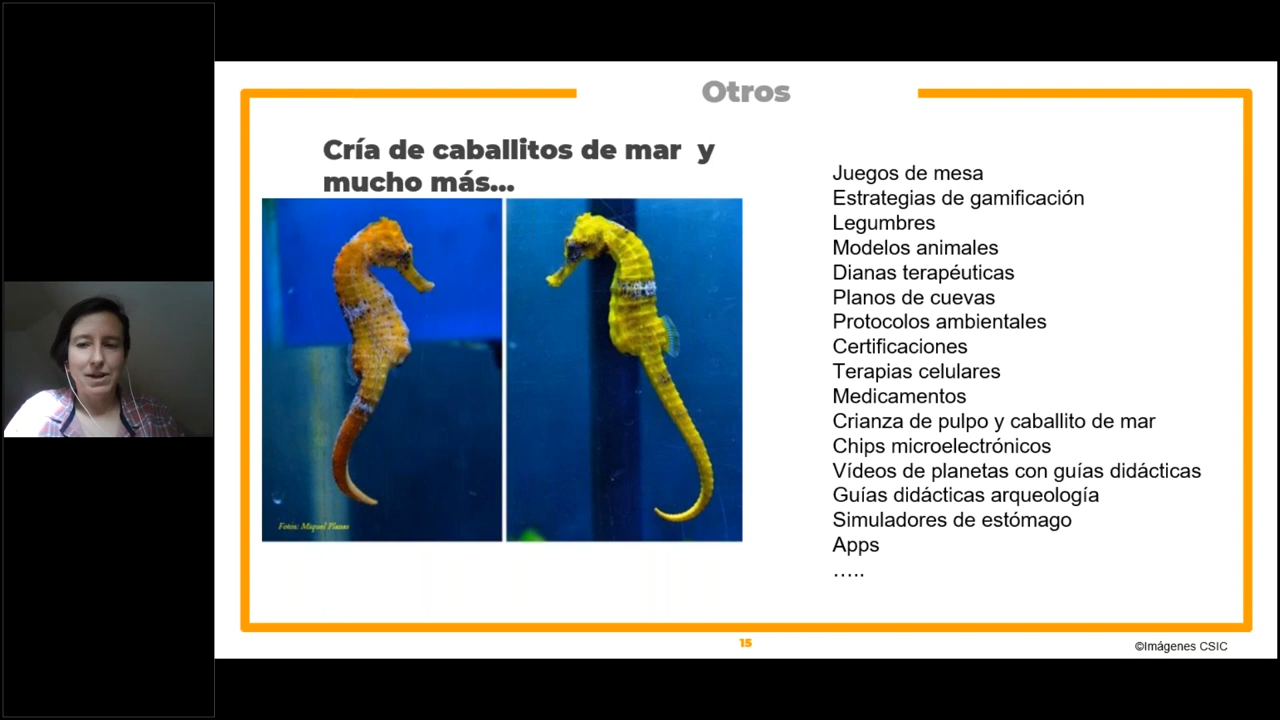 Otros
Cría de caballitos de mar y
mucho más...
Fotos: Miquel Planas
Juegos de mesa
Estrategias de gamificación
Legumbres
Modelos animales
Dianas terapéuticas
Planos de cuevas
Protocolos ambientales
Certificaciones
Terapias celulares
Medicamentos
Crianza de pulpo y caballito de mar
Chips microelectrónicos
Vídeos de planetas con guías didácticas
Guías didácticas arqueología
Simuladores de estómago
Apps
…..
15
©Imágenes CSIC